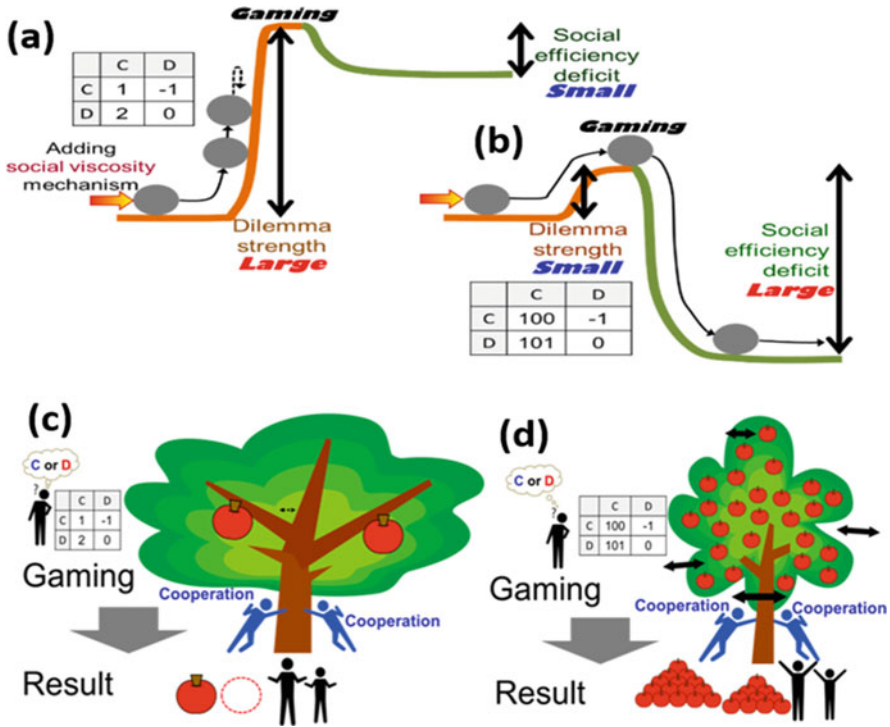 (a)
Gaming
C D
C 1 -1
D 2 0
Adding
social viscosity
mechanism
Dilemma
strength
Large
Social
efficiency
deficit
Small
(b)
Gaming
Dilemma
strength
Small
C D
C 100 -1
D 101 0
Social
efficiency
deficit
Large
(c)
C or D
?
C D
C 1 -1
D 2 0
Gaming
Cooperation
Cooperation
Result
(d)
C or D
?
C D
C 100 -1
D 101 0
Gaming
Cooperation
Cooperation
Result